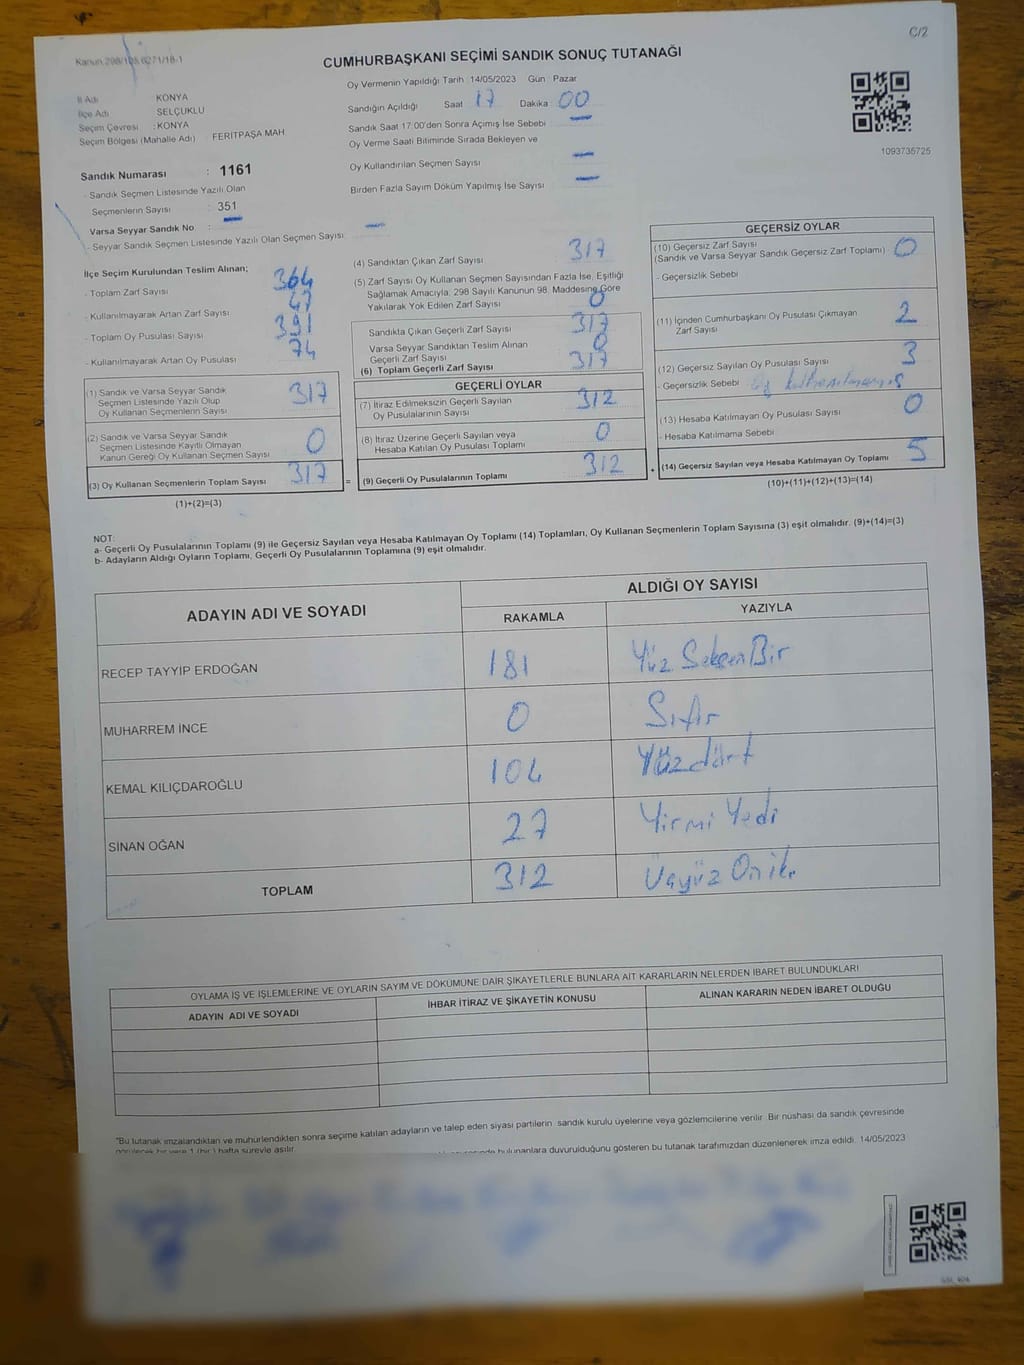 C/2
Kanun.298/105,6271/18-1
CUMHURBAŞKANI SEÇİMİ SANDIK SONUÇ TUTANAĞI
Oy Vermenin Yapıldığı Tarih 14/05/2023 Gün : Pazar
İl Adı KONYA
İlçe Adı SELÇUKLU
Seçim Çevresi : KONYA
Seçim Bölgesi (Mahalle Adı) FERİTPAŞA MAH
Sandığın Açıldığı Saat 17 Dakika 00
Sandık Saat 17:00'den Sonra Açımış İse Sebebi —
Oy Verme Saati Bitiminde Sırada Bekleyen ve
Oy Kullandırılan Seçmen Sayısı —
Birden Fazla Sayım Döküm Yapılmış İse Sayısı —
1093735725
Sandık Numarası : 1161
- Sandık Seçmen Listesinde Yazılı Olan
Seçmenlerin Sayısı : 351
Varsa Seyyar Sandık No : —
- Seyyar Sandık Seçmen Listesinde Yazılı Olan Seçmen Sayısı: —
İlçe Seçim Kurulundan Teslim Alınan;
- Toplam Zarf Sayısı 364
- Kullanılmayarak Artan Zarf Sayısı 47
- Toplam Oy Pusulası Sayısı 391
- Kullanılmayarak Artan Oy Pusulası 74
(1) Sandık ve Varsa Seyyar Sandık
Seçmen Listesinde Yazılı Olup
Oy Kullanan Seçmenlerin Sayısı 317
(2) Sandık ve Varsa Seyyar Sandık
Seçmen Listesinde Kayıtlı Olmayan
Kanun Gereği Oy Kullanan Seçmen Sayısı 0
(3) Oy Kullanan Seçmenlerin Toplam Sayısı 317
(1)+(2)=(3)
(4) Sandıktan Çıkan Zarf Sayısı 317
(5) Zarf Sayısı Oy Kullanan Seçmen Sayısından Fazla İse, Eşitliği
Sağlamak Amacıyla, 298 Sayılı Kanunun 98. Maddesine Göre
Yakılarak Yok Edilen Zarf Sayısı 0
Sandıkta Çıkan Geçerli Zarf Sayısı 317
Varsa Seyyar Sandıktan Teslim Alınan
Geçerli Zarf Sayısı 0
(6) Toplam Geçerli Zarf Sayısı 317
GEÇERLİ OYLAR
(7) İtiraz Edilmeksizin Geçerli Sayılan
Oy Pusulalarının Sayısı 312
(8) İtiraz Üzerine Geçerli Sayılan veya
Hesaba Katılan Oy Pusulası Toplamı 0
= (9) Geçerli Oy Pusulalarının Toplamı 312
GEÇERSİZ OYLAR
(10) Geçersiz Zarf Sayısı
(Sandık ve Varsa Seyyar Sandık Geçersiz Zarf Toplamı) 0
- Geçersizlik Sebebi
(11) İçinden Cumhurbaşkanı Oy Pusulası Çıkmayan
Zarf Sayısı 2
(12) Geçersiz Sayılan Oy Pusulası Sayısı 3
- Geçersizlik Sebebi
(13) Hesaba Katılmayan Oy Pusulası Sayısı 0
- Hesaba Katılmama Sebebi
+ (14) Geçersiz Sayılan veya Hesaba Katılmayan Oy Toplamı 5
(10)+(11)+(12)+(13)=(14)
NOT:
a- Geçerli Oy Pusulalarının Toplamı (9) ile Geçersiz Sayılan veya Hesaba Katılmayan Oy Toplamı (14) Toplamları, Oy Kullanan Seçmenlerin Toplam Sayısına (3) eşit olmalıdır. (9)+(14)=(3)
b- Adayların Aldığı Oyların Toplamı, Geçerli Oy Pusulalarının Toplamına (9) eşit olmalıdır.
ADAYIN ADI VE SOYADI ALDIĞI OY SAYISI
RAKAMLA YAZIYLA
RECEP TAYYIP ERDOĞAN 181 Yüz Seksen Bir
MUHARREM İNCE 0 Sıfır
KEMAL KILIÇDAROĞLU 104 Yüzdört
SİNAN OĞAN 27 Yirmi Yedi
TOPLAM 312 Üçyüz Oniki
OYLAMA İŞ VE İŞLEMLERİNE VE OYLARIN SAYIM VE DÖKÜMÜNE DAİR ŞİKAYETLERLE BUNLARA AİT KARARLARIN NELERDEN İBARET BULUNDUKLARI
ADAYIN ADI VE SOYADI İHBAR İTİRAZ VE ŞİKAYETİN KONUSU ALINAN KARARIN NEDEN İBARET OLDUĞU
"Bu tutanak imzalandıktan ve mühürlendikten sonra seçime katılan adayların ve talep eden siyasi partilerin sandık kurulu üyelerine veya gözlemcilerine verilir. Bir nüshası da sandık çevresinde
görülecek bir yere 1 (bir ) hafta süreyle asılır. bulunanlara duyurulduğunu gösteren bu tutanak tarafımızdan düzenlenerek imza edildi. 14/05/2023